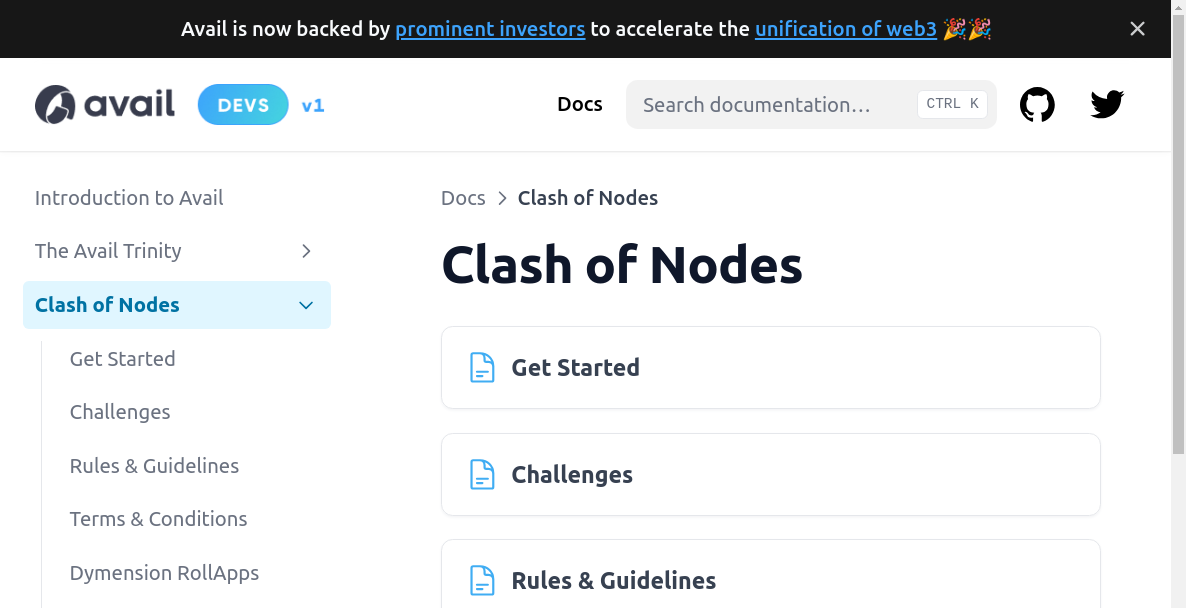 Avail is now backed by prominent investors to accelerate the unification of web3 🎉🎉
avail DEVS v1
Docs
Search documentation…
CTRL K
Introduction to Avail
The Avail Trinity
Clash of Nodes
Get Started
Challenges
Rules & Guidelines
Terms & Conditions
Dymension RollApps
Docs > Clash of Nodes
Clash of Nodes
Get Started
Challenges
Rules & Guidelines